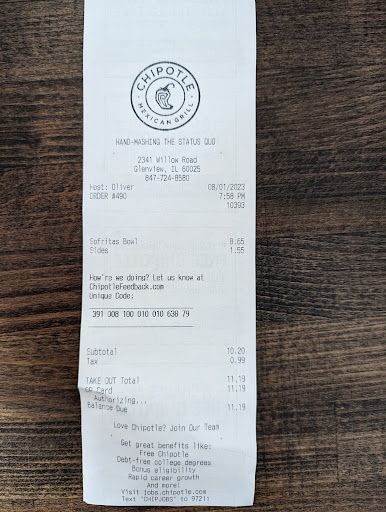 CHIPOTLE
MEXICAN GRILL
HAND-MASHING THE STATUS QUO
2341 Willow Road
Glenview, IL 60025
847-724-8580
Host: Oliver 08/01/2023
ORDER #490 7:58 PM
10393
Sofritas Bowl 8.65
Sides 1.55
How're we doing? Let us know at
ChipotleFeedback.com
Unique Code:
391 008 100 010 010 638 79
Subtotal 10.20
Tax 0.99
TAKE OUT Total 11.19
Card 11.19
Authorizing...
Balance Due 11.19
Love Chipotle? Join Our Team
Get great benefits like:
Free Chipotle
Debt-free college degrees
Bonus eligibility
Rapid career growth
And more!
Visit jobs.chipotle.com
Text "CHIPJOBS" to 97211